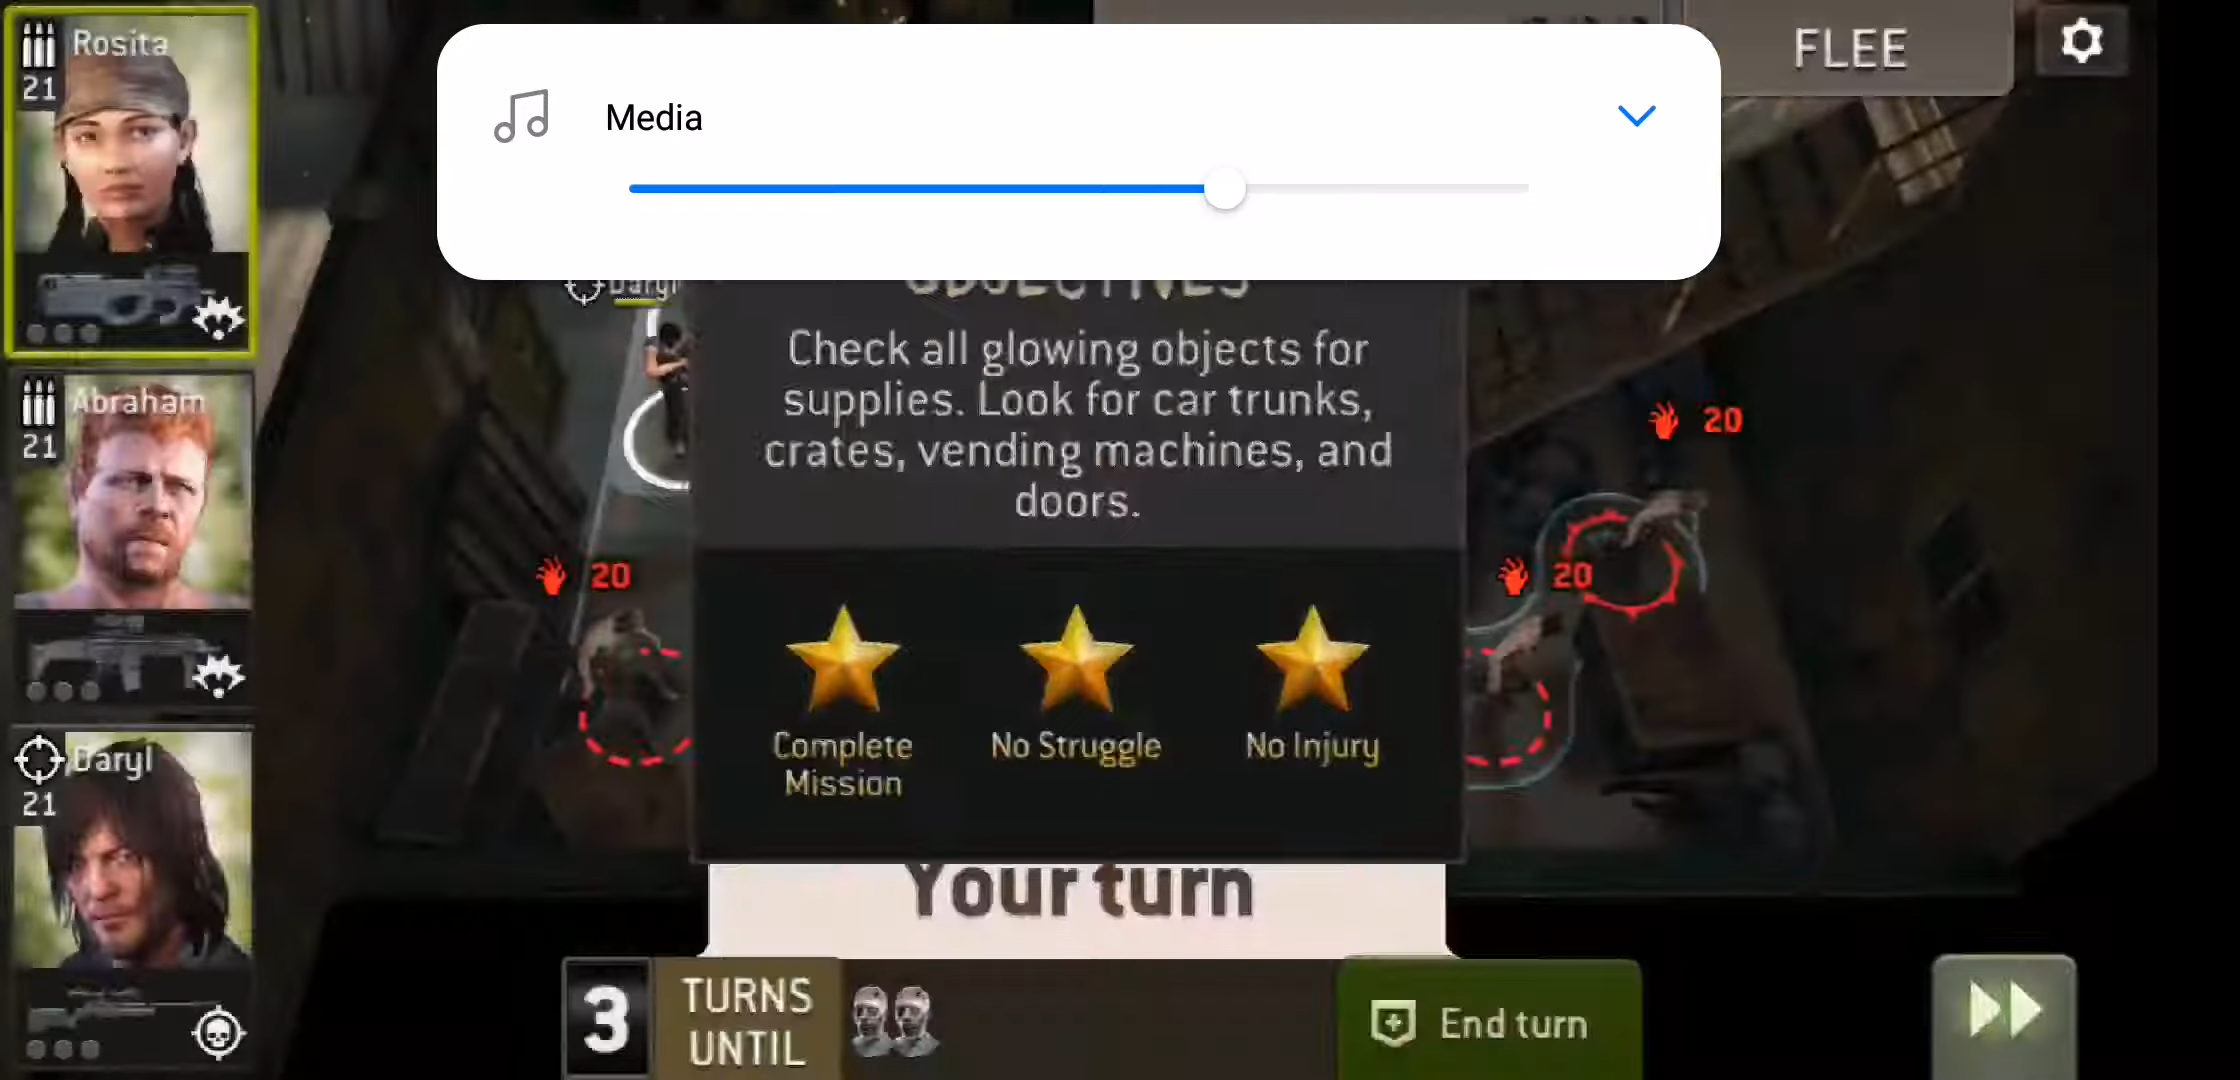 Rosita
21
Media
FLEE
Daryl
OBJECTIVES
Check all glowing objects for
supplies. Look for car trunks,
crates, vending machines, and
doors.
20
Abraham
21
20
20
Complete
Mission
No Struggle
No Injury
Daryl
21
Your turn
3
TURNS
UNTIL
End turn